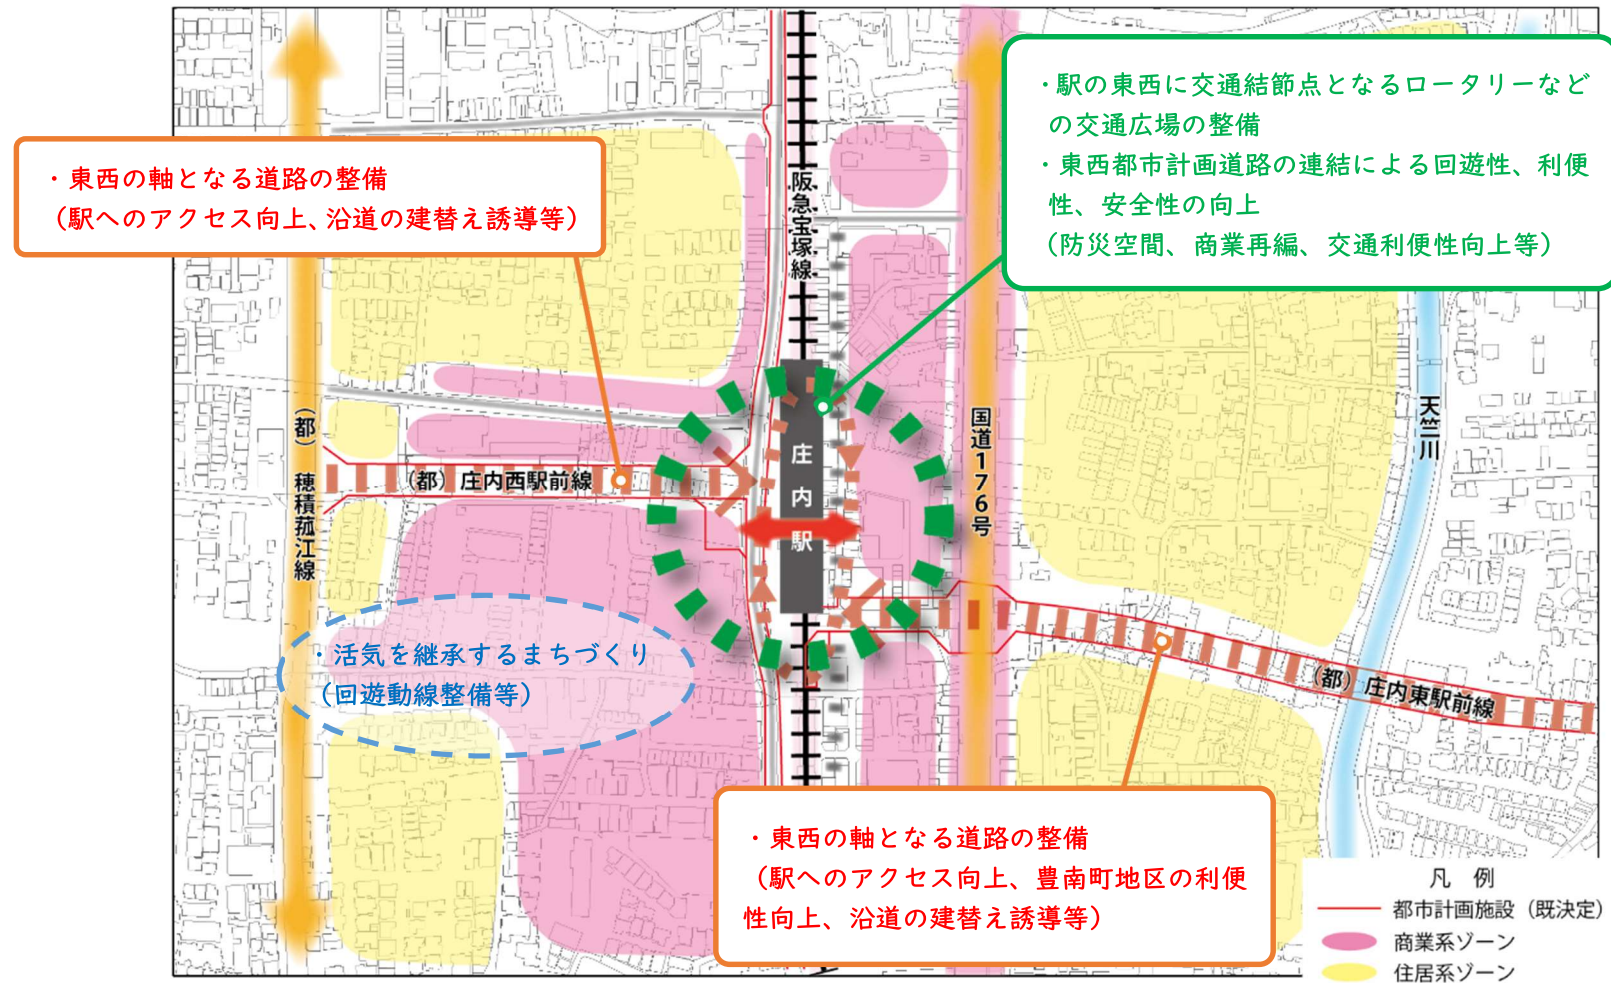 ・駅の東西に交通結節点となるロータリーなど
の交通広場の整備
・東西都市計画道路の連結による回遊性、利便
性、安全性の向上
（防災空間、商業再編、交通利便性向上等）
・東西の軸となる道路の整備
（駅へのアクセス向上、沿道の建替え誘導等）
阪急宝塚線
（都）穂積菰江線
（都）庄内西駅前線
庄内駅
国道176号
天竺川
・活気を継承するまちづくり
（回遊動線整備等）
（都）庄内東駅前線
・東西の軸となる道路の整備
（駅へのアクセス向上、豊南町地区の利便
性向上、沿道の建替え誘導等）
凡　例
都市計画施設（既決定）
商業系ゾーン
住居系ゾーン